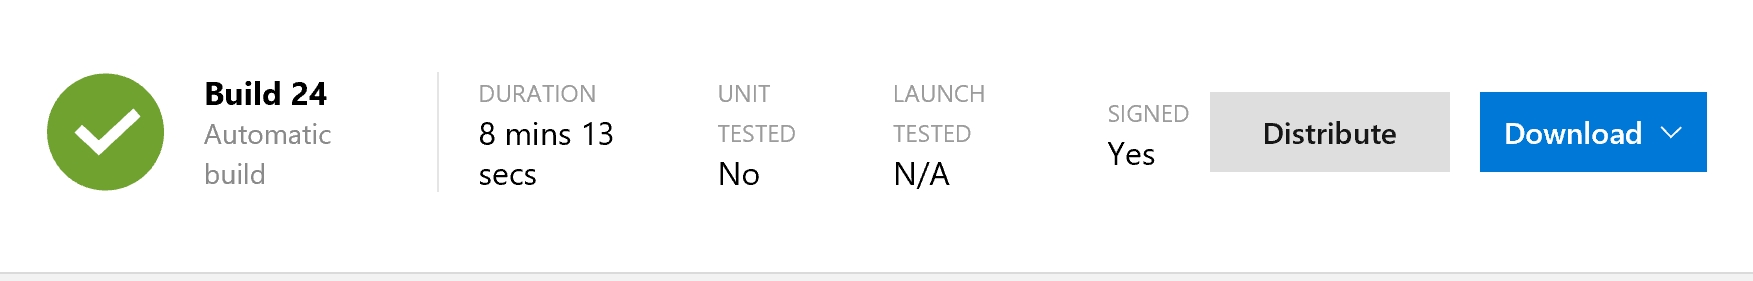 Build 24
Automatic
build
DURATION
8 mins 13
secs
UNIT
TESTED
No
LAUNCH
TESTED
N/A
SIGNED
Yes
Distribute
Download